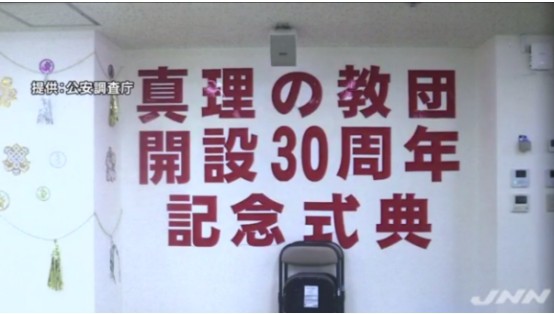 提供：公安調査庁
真理の教団
開設30周年
記念式典
JNN